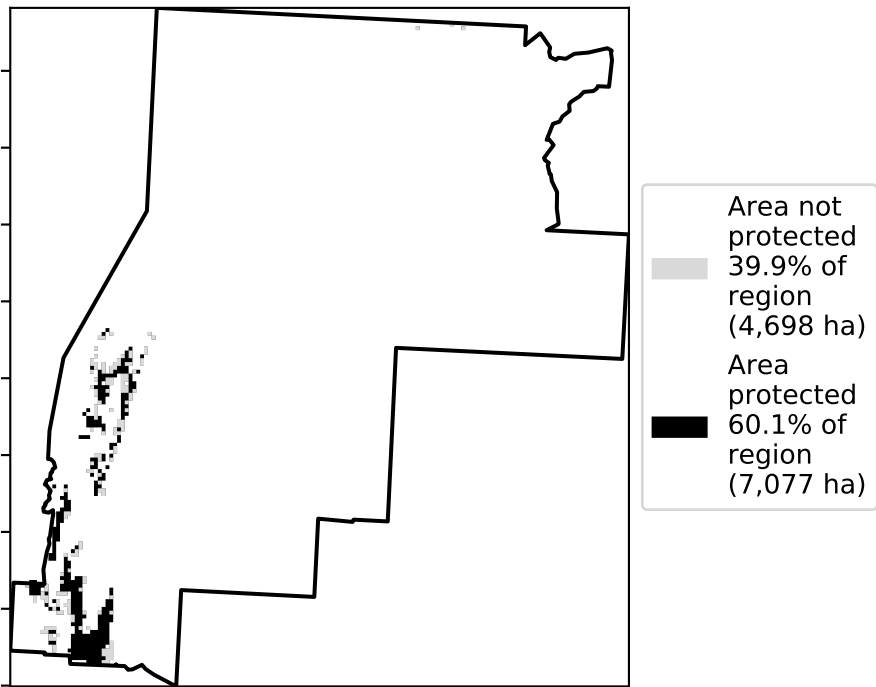 Area not
protected
39.9% of
region
(4,698 ha)
Area
protected
60.1% of
region
(7,077 ha)